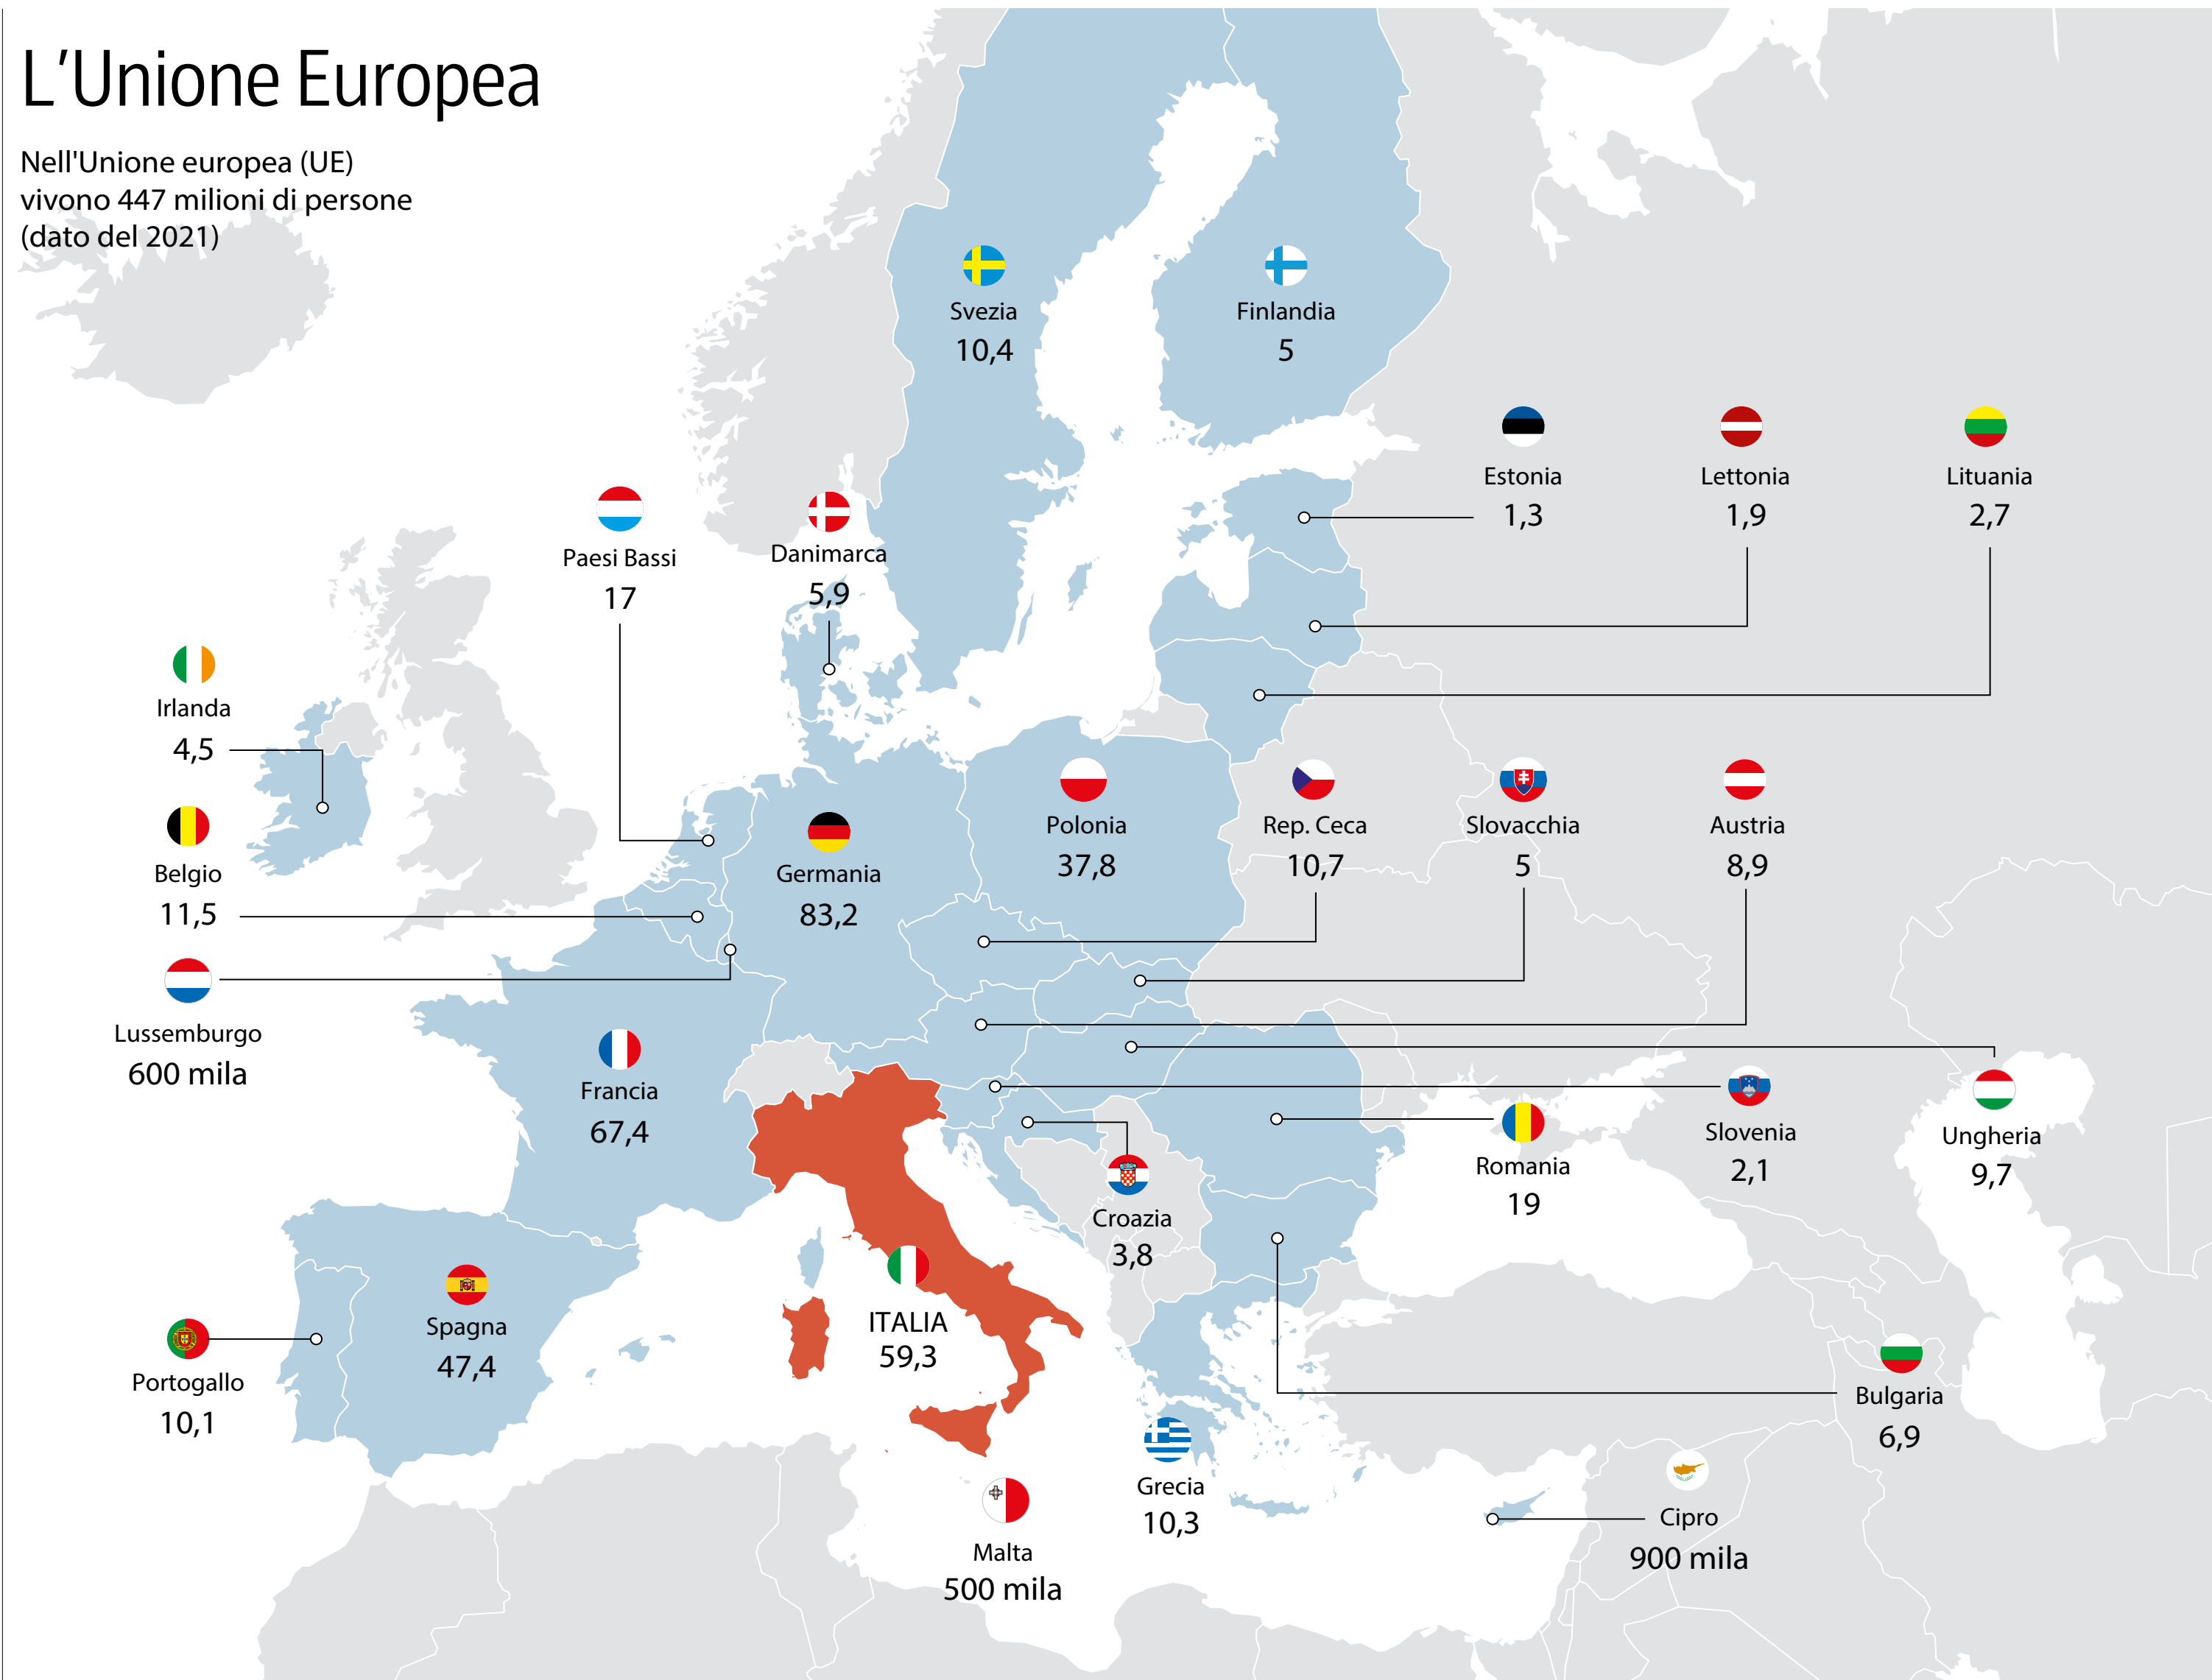 L'Unione Europea
Nell'Unione europea (UE)
vivono 447 milioni di persone
(dato del 2021)
Svezia
10,4
Finlandia
5
Estonia
1,3
Lettonia
1,9
Lituania
2,7
Paesi Bassi
17
Danimarca
5,9
Irlanda
4,5
Belgio
11,5
Lussemburgo
600 mila
Germania
83,2
Polonia
37,8
Rep. Ceca
10,7
Slovacchia
5
Austria
8,9
Francia
67,4
Croazia
3,8
Romania
19
Slovenia
2,1
Ungheria
9,7
Portogallo
10,1
Spagna
47,4
ITALIA
59,3
Malta
500 mila
Grecia
10,3
Bulgaria
6,9
Cipro
900 mila